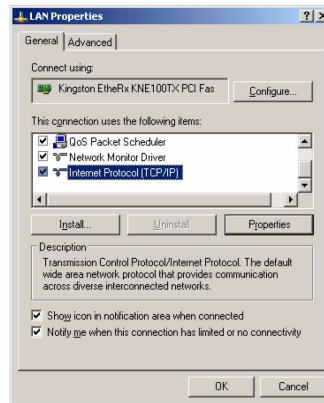 LAN Properties
General
Advanced
Connect using:
Kingston EtheRx KNE100TX PCI Fas
Configure...
This connection uses the following items:
QoS Packet Scheduler
Network Monitor Driver
Internet Protocol (TCP/IP)
Install...
Uninstall
Properties
Description
Transmission Control Protocol/Internet Protocol. The default
wide area network protocol that provides communication
across diverse interconnected networks.
Show icon in notification area when connected
Notify me when this connection has limited or no connectivity
OK
Cancel